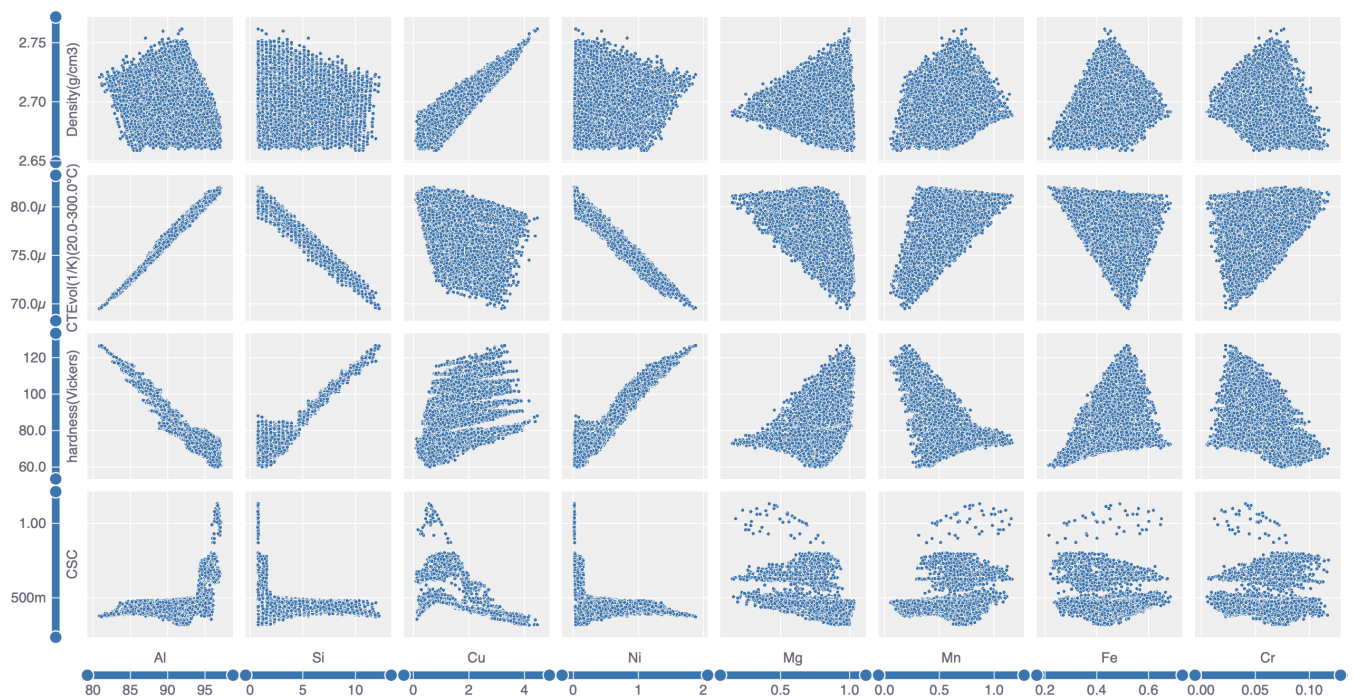 2.75
Density(g/cm3)
2.70
2.65
80.0μ
CTEvol(1/K)(20.0-300.0°C)
75.0μ
70.0μ
120
hardness(Vickers)
100
80.0
60.0
1.00
CSC
500m
Al Si Cu Ni Mg Mn Fe Cr
80 85 90 95 0 5 10 0 2 4 0 1 2 0.5 1.0 0.0 0.5 1.0 0.2 0.4 0.6 0.00 0.05 0.10